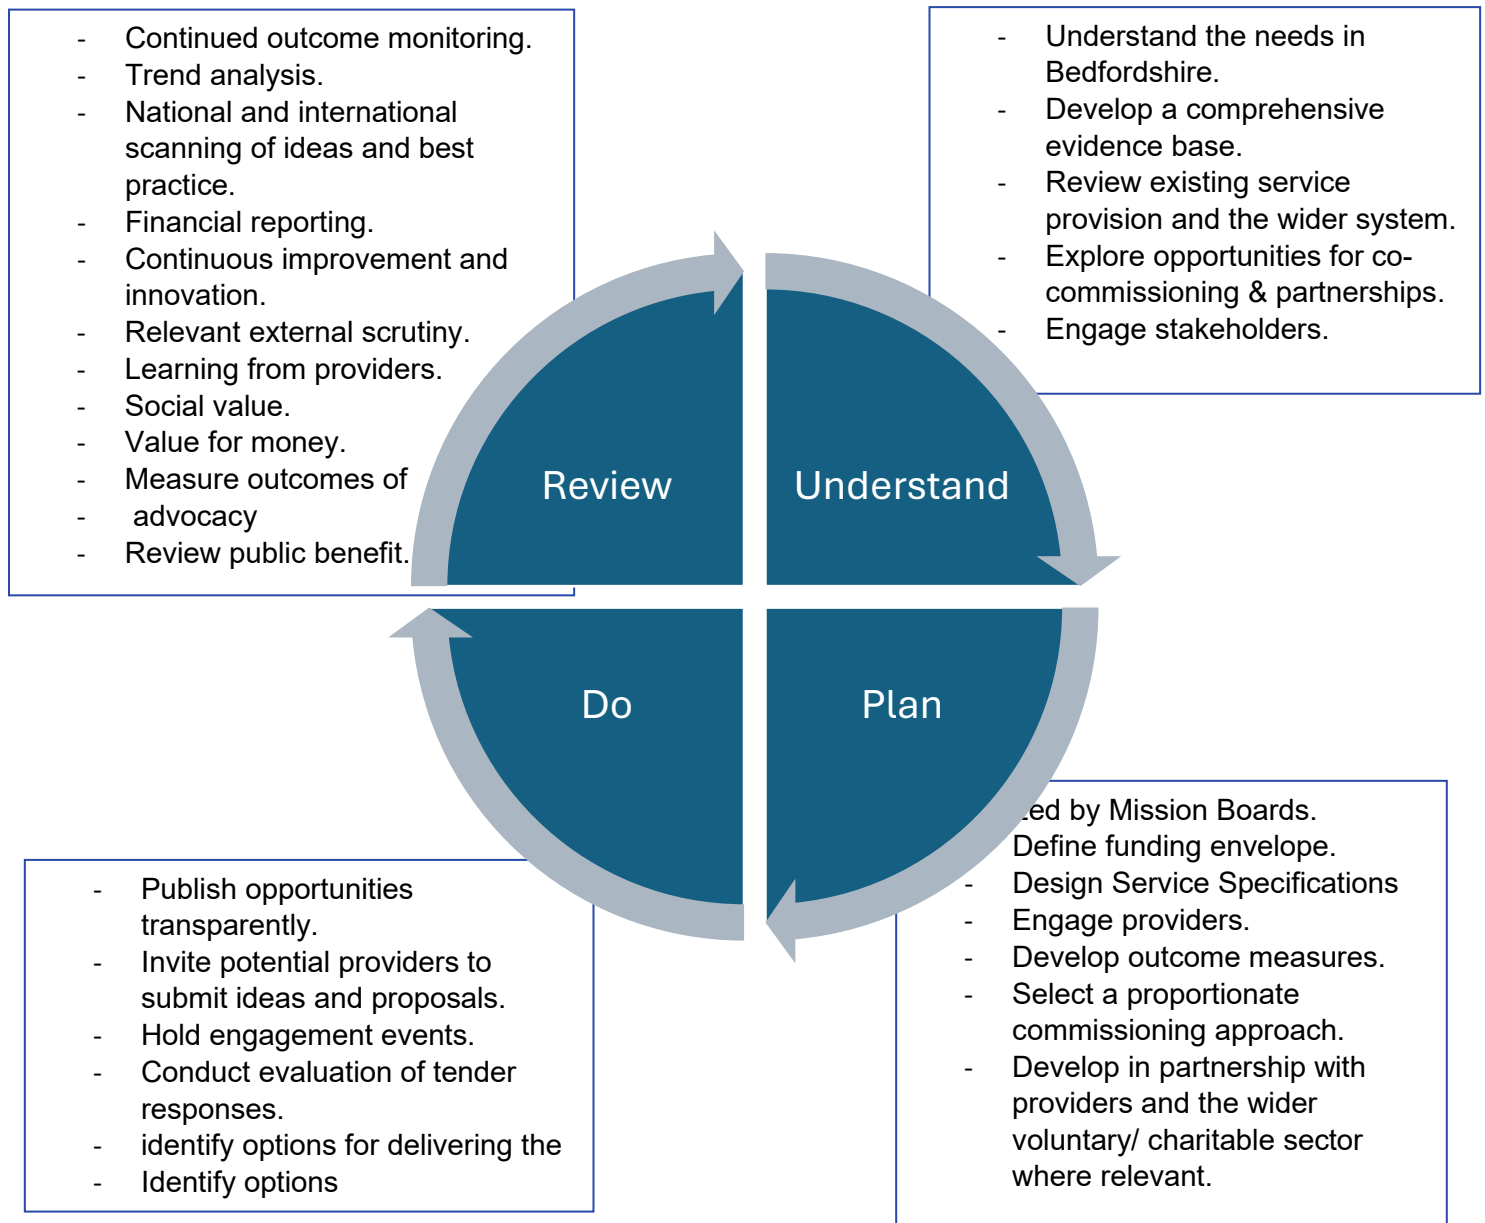 - Continued outcome monitoring.
- Trend analysis.
- National and international
scanning of ideas and best
practice.
- Financial reporting.
- Continuous improvement and
innovation.
- Relevant external scrutiny.
- Learning from providers.
- Social value.
- Value for money.
- Measure outcomes of
- advocacy
- Review public benefit.
- Understand the needs in
Bedfordshire.
- Develop a comprehensive
evidence base.
- Review existing service
provision and the wider system.
- Explore opportunities for co-
commissioning & partnerships.
- Engage stakeholders.
Review
Understand
Do
Plan
- Publish opportunities
transparently.
- Invite potential providers to
submit ideas and proposals.
- Hold engagement events.
- Conduct evaluation of tender
responses.
- identify options for delivering the
- Identify options
Led by Mission Boards.
Define funding envelope.
- Design Service Specifications
- Engage providers.
- Develop outcome measures.
- Select a proportionate
commissioning approach.
- Develop in partnership with
providers and the wider
voluntary/ charitable sector
where relevant.